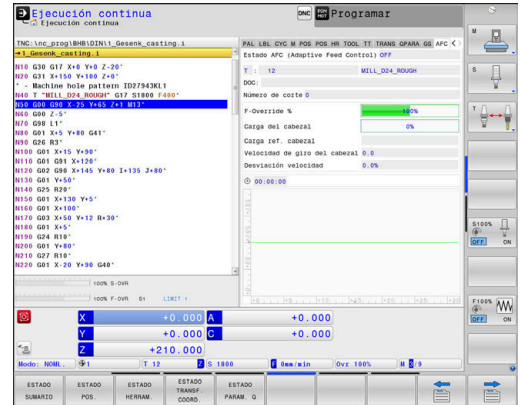 Ejecución continua
Ejecución continua
DNC
Programar
TNC:\nc_prog\BHB\DIN\1_Gesenk_casting.i
→1_Gesenk_casting.i
N10 G30 G17 X+0 Y+0 Z-20*
N20 G31 X+150 Y+100 Z+0*
* - Machine hole pattern ID27943KL1
N40 T "MILL_D24_ROUGH" G17 S1800 F400*
N50 G00 G90 X-25 Y+65 Z+1 M13*
N60 G00 Z-5*
N70 G98 L1*
N80 G01 X+5 Y+80 G41*
N90 G26 R3*
N100 G01 X+15 Y+90*
N110 G01 G91 X+120*
N120 G02 G90 X+145 Y+80 I+135 J+80*
N130 G01 Y+50*
N140 G25 R20*
N150 G01 X+130 Y+5*
N160 G01 X+100*
N170 G03 X+50 Y+12 R+30*
N180 G01 X+5*
N190 G24 R10*
N200 G01 Y+80*
N210 G27 R10*
N220 G01 X-20 Y+90 G40*
100% S-OVR
100% F-OVR S1 LIMIT 1
PAL LBL CYC M POS POS HR TOOL TT TRANS QPARA GS AFC
Estado AFC (Adaptive Feed Control) OFF
T : 12 MILL_D24_ROUGH
DOC:
Número de corte 0
F-Override % 100%
Carga del cabezal 0%
Carga ref. cabezal
Velocidad de giro del cabezal 0.0
Desviación velocidad 0.0%
00:00:00
X +0.000 A +0.000
Y +0.000 C +0.000
Z +210.000
Modo: NOML. 1 T 12 Z S 1800 F 0mm/min Ovr 100% M 5/9
M
S
T
S100%
OFF ON
F100%
OFF ON
ESTADO SUMARIO
ESTADO POS.
ESTADO HERRAM.
ESTADO TRANSF. COORD.
ESTADO PARAM. Q